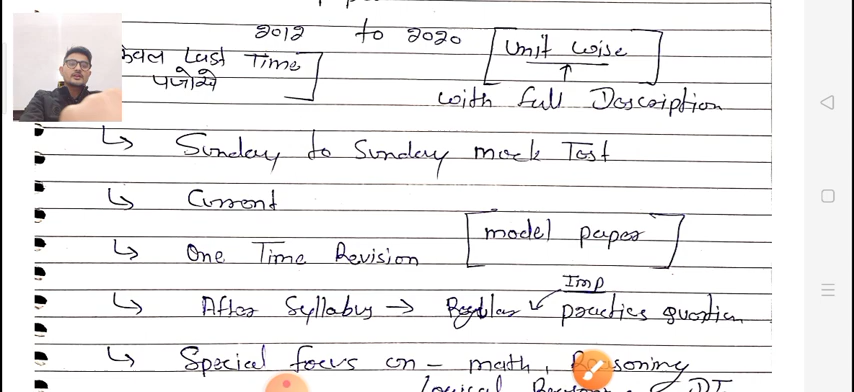 2012 to 2020 [Unit wise]
केवल Last Time
with full Description
↳ Sunday to Sunday mock Test
↳ Current
[model paper]
↳ One Time Revision
Imp
↳ After Syllabus → Regular practice question
↳ Special focus on - math, Reasoning